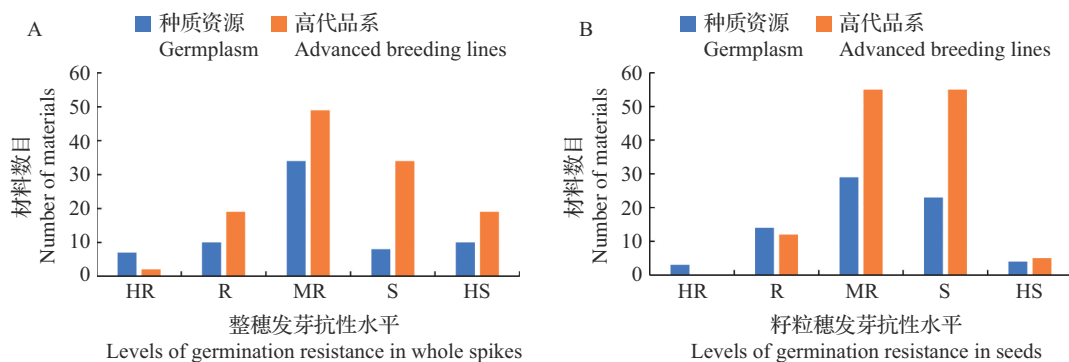 A
种质资源 高代品系
Germplasm Advanced breeding lines
材料数目
Number of materials
60
50
40
30
20
10
0
HR R MR S HS
整穗发芽抗性水平
Levels of germination resistance in whole spikes
B
种质资源 高代品系
Germplasm Advanced breeding lines
材料数目
Number of materials
60
50
40
30
20
10
0
HR R MR S HS
籽粒穗发芽抗性水平
Levels of germination resistance in seeds